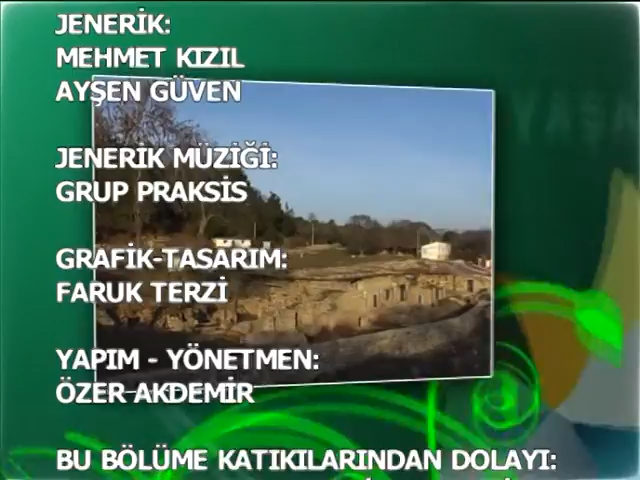 JENERİK:
MEHMET KIZIL
AYŞEN GÜVEN
JENERİK MÜZİĞİ:
GRUP PRAKSİS
GRAFİK-TASARIM:
FARUK TERZİ
YAPIM - YÖNETMEN:
ÖZER AKDEMİR
BU BÖLÜME KATIKILARINDAN DOLAYI: